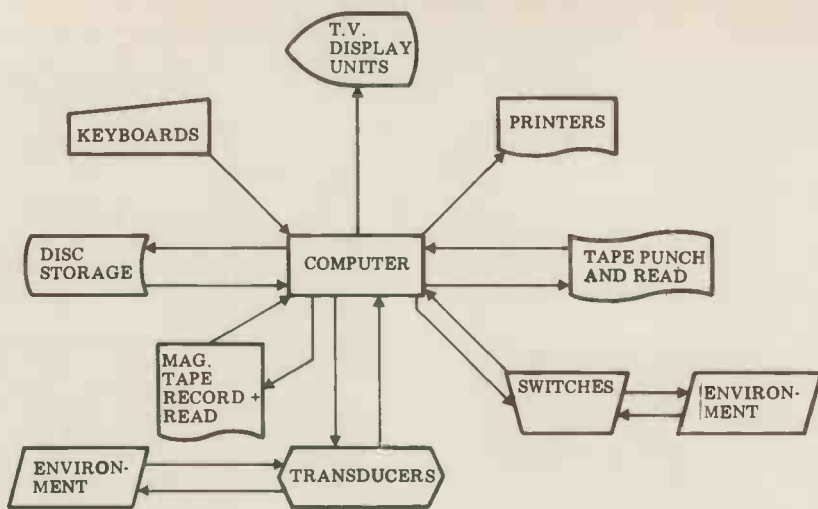 T.V.
DISPLAY
UNITS
KEYBOARDS
PRINTERS
DISC
STORAGE
COMPUTER
TAPE PUNCH
AND READ
MAG.
TAPE
RECORD +
READ
SWITCHES
ENVIRON-
MENT
ENVIRON-
MENT
TRANSDUCERS